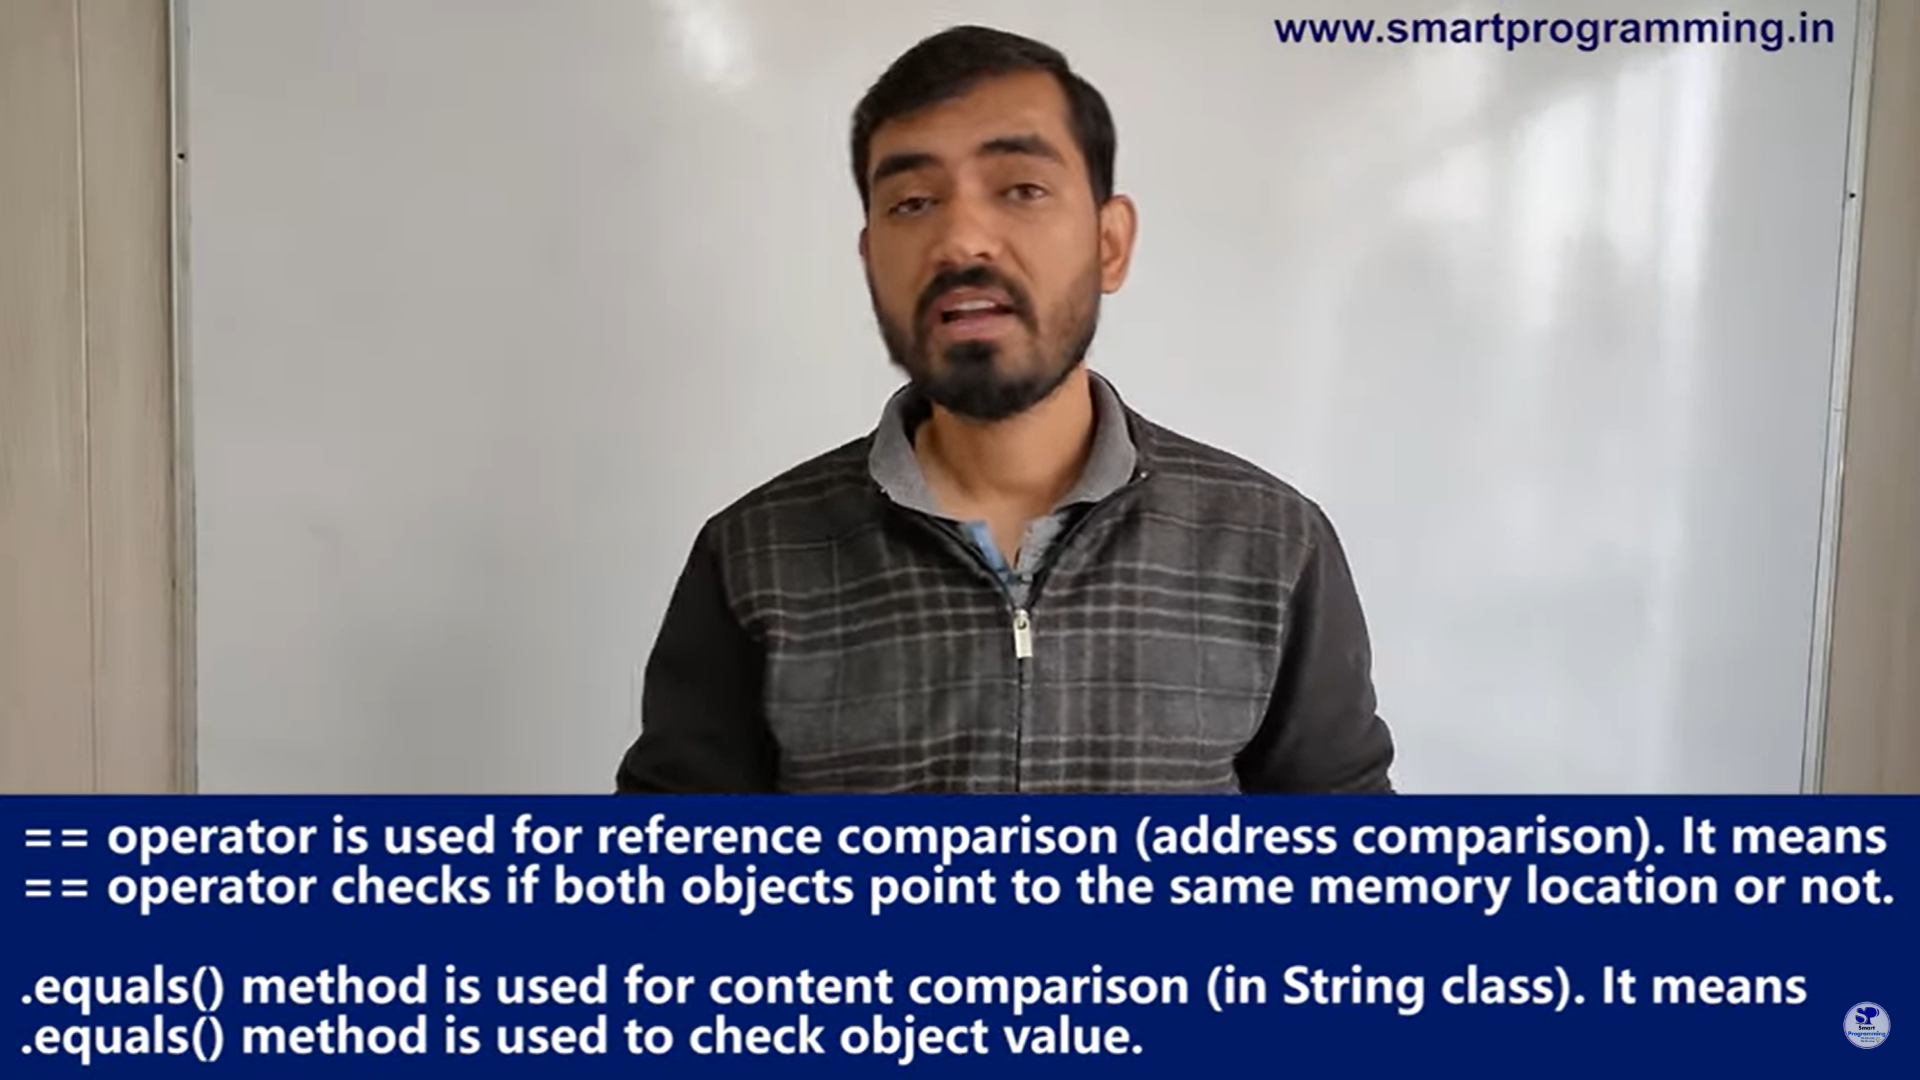 www.smartprogramming.in
== operator is used for reference comparison (address comparison). It means
== operator checks if both objects point to the same memory location or not.
.equals() method is used for content comparison (in String class). It means
.equals() method is used to check object value.
SP
Smart
Programming